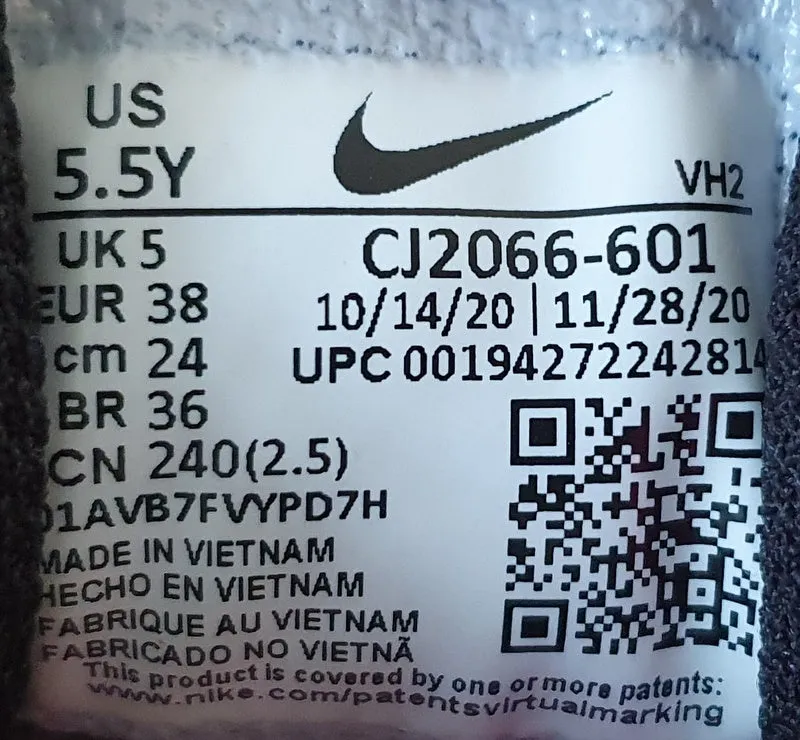 US
5.5Y
VH2
UK 5
CJ2066-601
EUR 38
10/14/20 | 11/28/20
cm 24
UPC 00194272242814
BR 36
CN 240(2.5)
01AVB7FVYPD7H
MADE IN VIETNAM
HECHO EN VIETNAM
FABRIQUE AU VIETNAM
FABRICADO NO VIETNÃ
This product is covered by one or more patents:
www.nike.com/patentsvirtualmarking